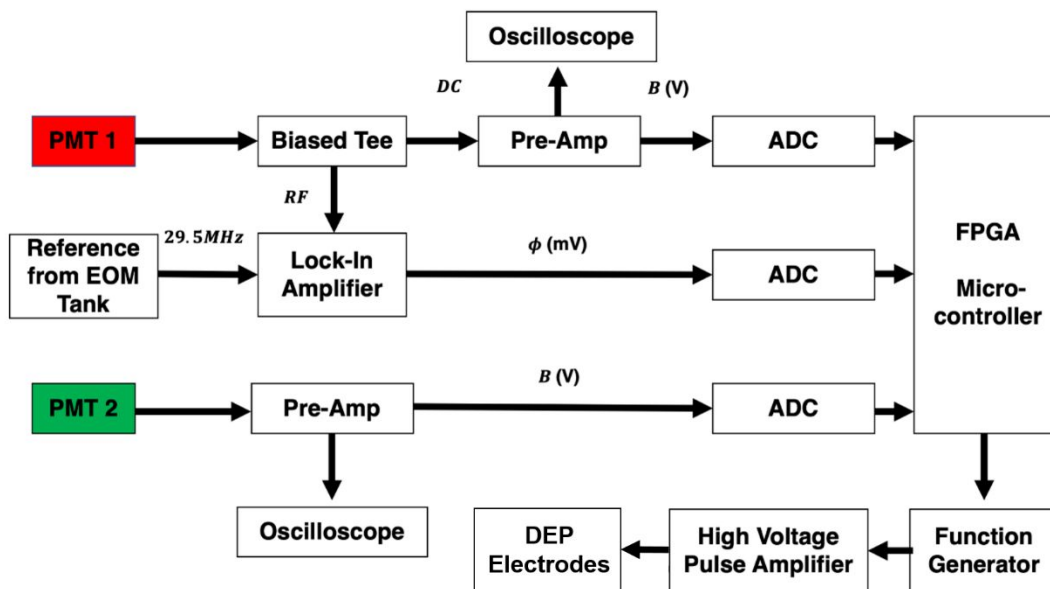 Oscilloscope
DC
B (V)
PMT 1
Biased Tee
Pre-Amp
ADC
RF
Reference
from EOM
Tank
29.5MHz
Lock-In
Amplifier
ϕ (mV)
ADC
FPGA
Micro-
controller
PMT 2
Pre-Amp
B (V)
ADC
Oscilloscope
DEP
Electrodes
High Voltage
Pulse Amplifier
Function
Generator